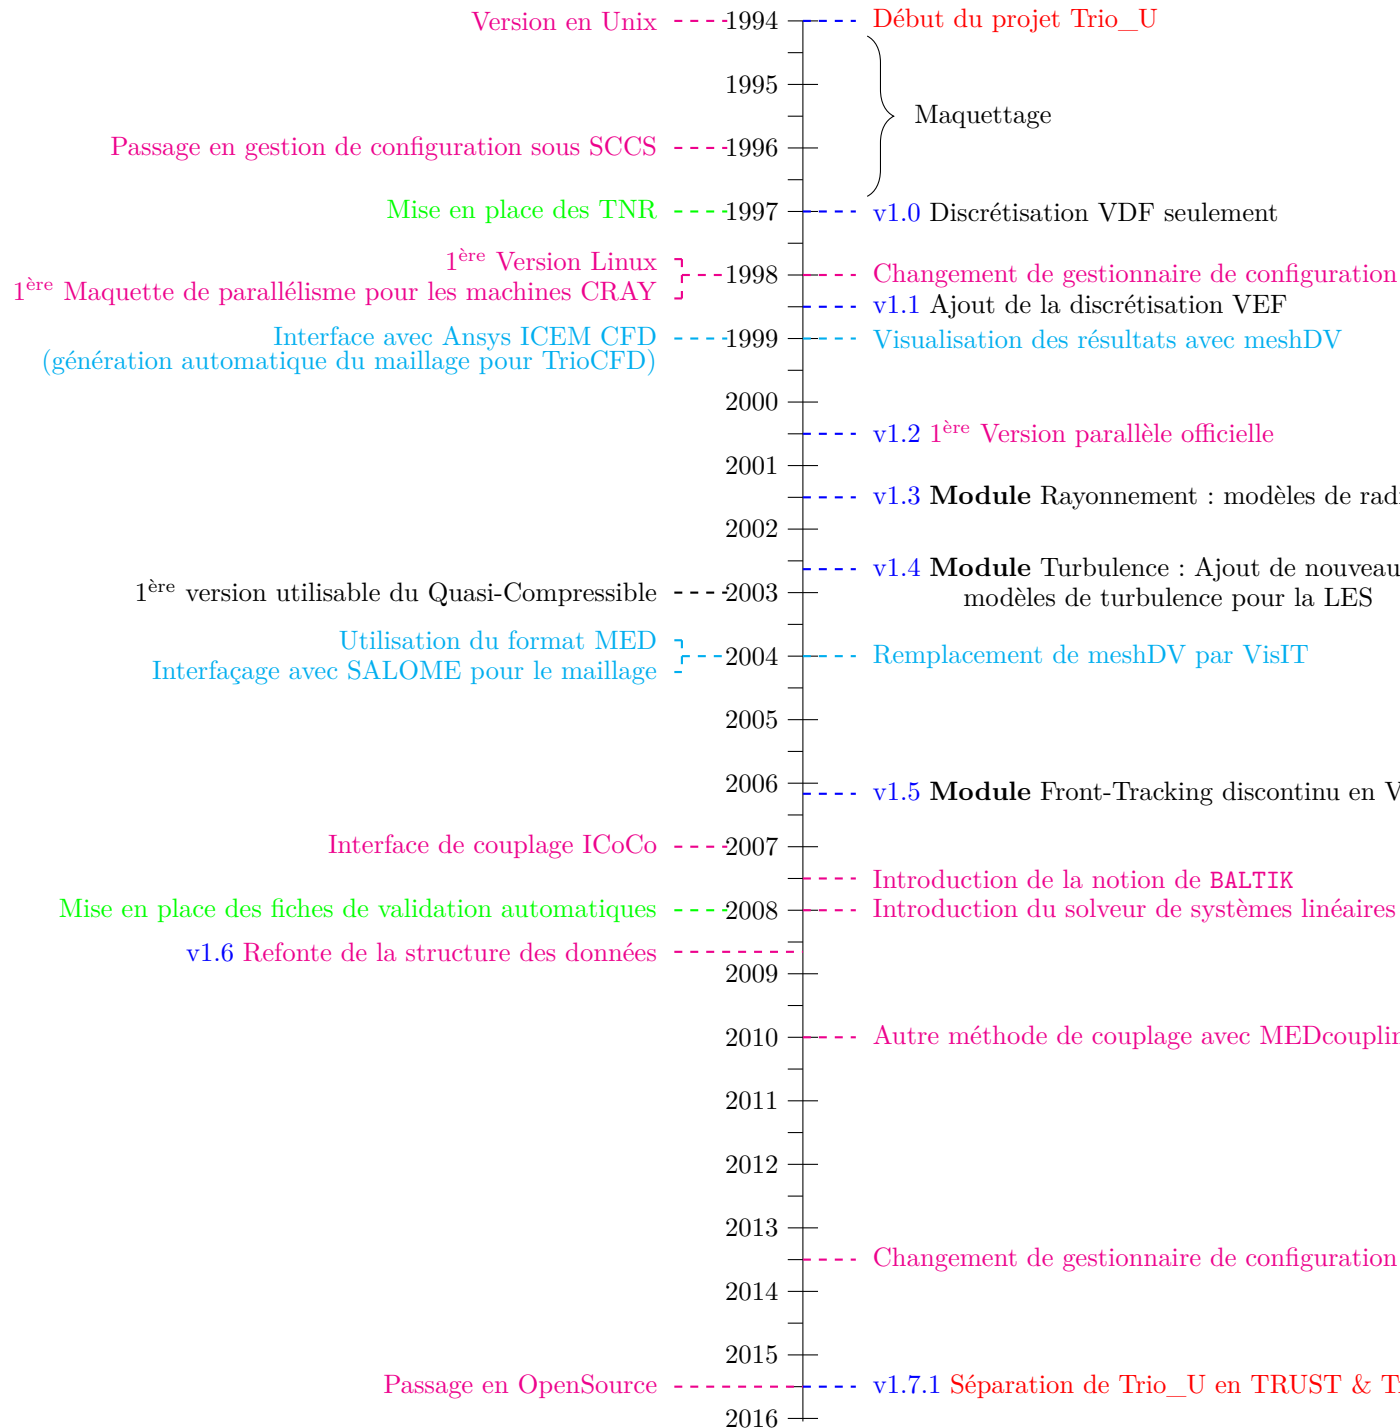 Version en Unix 1994 Début du projet Trio_U
1995
Maquettage
Passage en gestion de configuration sous SCCS 1996
Mise en place des TNR 1997 v1.0 Discrétisation VDF seulement
1ère Version Linux
1998 Changement de gestionnaire de configuration
1ère Maquette de parallélisme pour les machines CRAY
v1.1 Ajout de la discrétisation VEF
Interface avec Ansys ICEM CFD 1999 Visualisation des résultats avec meshDV
(génération automatique du maillage pour TrioCFD)
2000
v1.2 1ère Version parallèle officielle
2001
v1.3 Module Rayonnement : modèles de
2002
v1.4 Module Turbulence : Ajout de nouveau
1ère version utilisable du Quasi-Compressible 2003 modèles de turbulence pour la LES
Utilisation du format MED
2004 Remplacement de meshDV par VisIT
Interfaçage avec SALOME pour le maillage
2005
2006
v1.5 Module Front-Tracking discontinu en
Interface de couplage ICoCo 2007
Introduction de la notion de BALTIK
Mise en place des fiches de validation automatiques 2008 Introduction du solveur de systèmes linéaires
v1.6 Refonte de la structure des données
2009
2010 Autre méthode de couplage avec
2011
2012
2013
Changement de gestionnaire de configuration
2014
2015
Passage en OpenSource v1.7.1 Séparation de Trio_U en TRUST &
2016